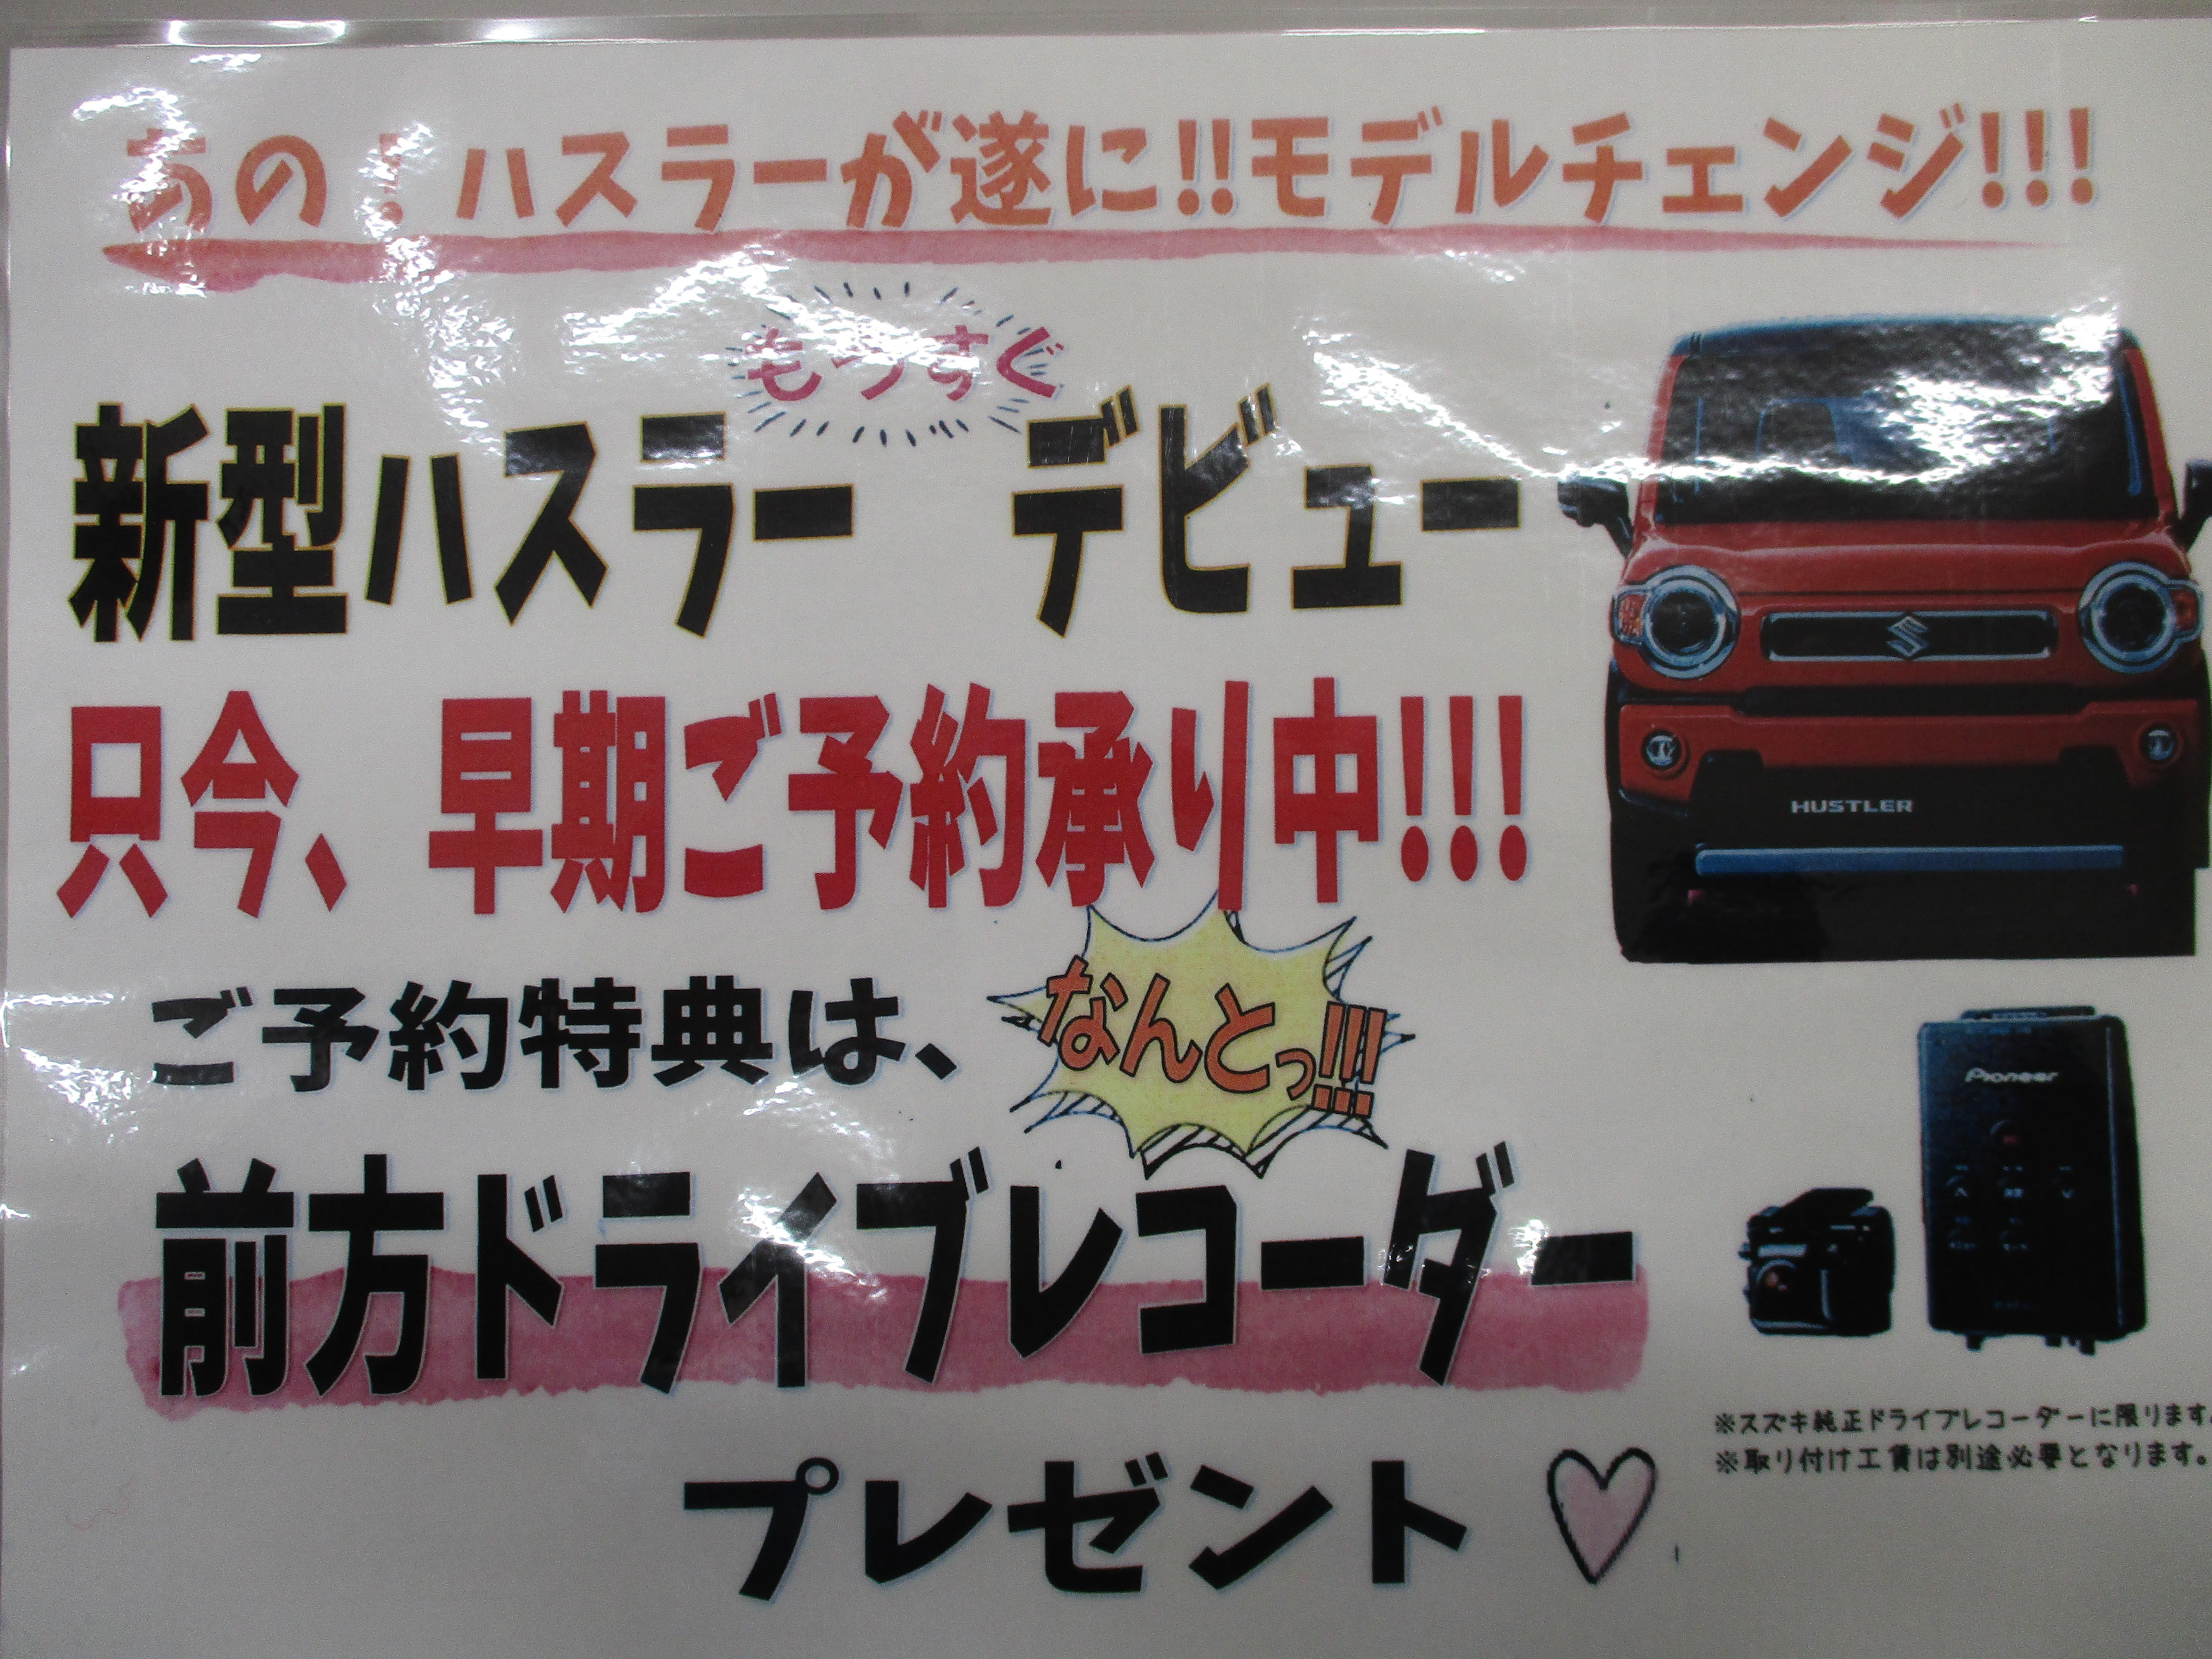 あの！ハスラーが遂に!!モデルチェンジ!!!
もうすぐ
新型ハスラー　デビュー
只今、早期ご予約承り中!!!
HUSTLER
ご予約特典は、
なんとっ!!!
Pioneer
前方ドライブレコーダー
※スズキ純正ドライブレコーダーに限ります。
※取り付け工賃は別途必要となります。
プレゼント♡